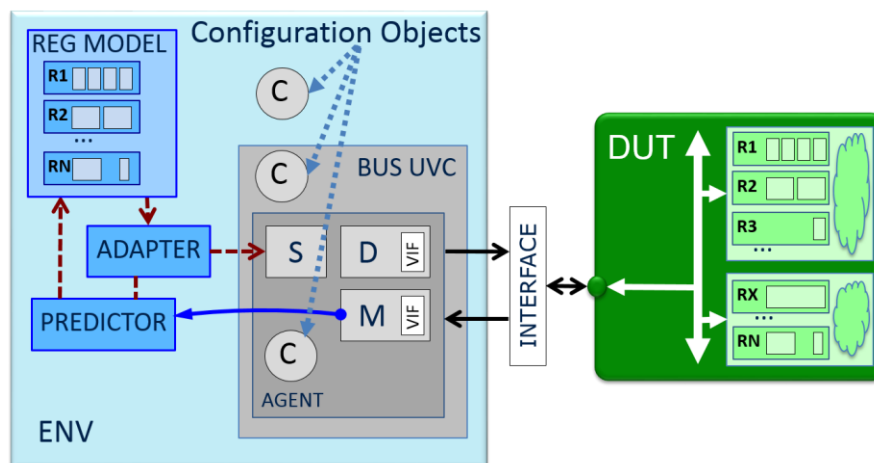 Configuration Objects
REG MODEL
R1
R2
...
RN
C
C
BUS UVC
ADAPTER
S
D
VIF
PREDICTOR
M
VIF
C
AGENT
ENV
INTERFACE
DUT
R1
R2
R3
...
RX
...
RN